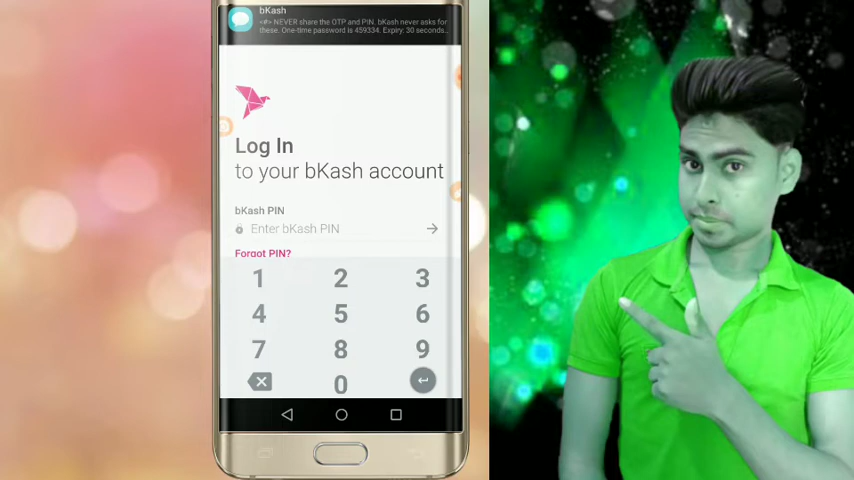 bKash
<#> NEVER share the OTP and PIN. bKash never asks for
these. One-time password is 459334. Expiry: 30 seconds..
Log In
to your bKash account
bKash PIN
Enter bKash PIN
Forgot PIN?
1 2 3
4 5 6
7 8 9
0